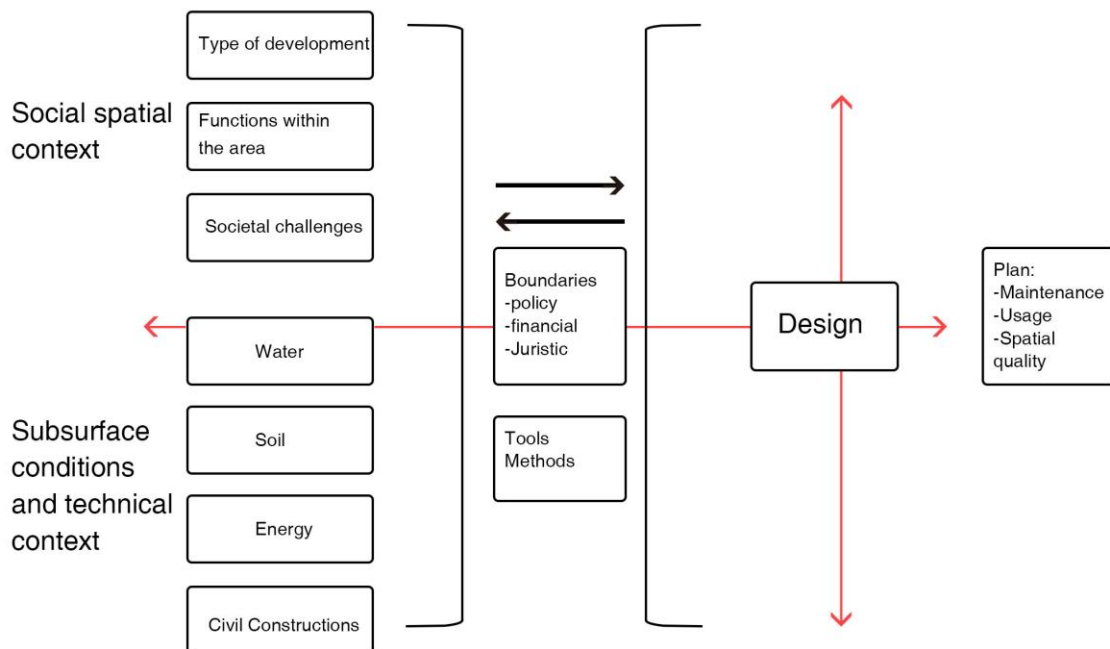 Social spatial
context
Type of development
Functions within
the area
Societal challenges
Subsurface
conditions
and technical
context
Water
Soil
Energy
Civil Constructions
Boundaries
-policy
-financial
-Juristic
Tools
Methods
Design
Plan:
-Maintenance
-Usage
-Spatial
quality